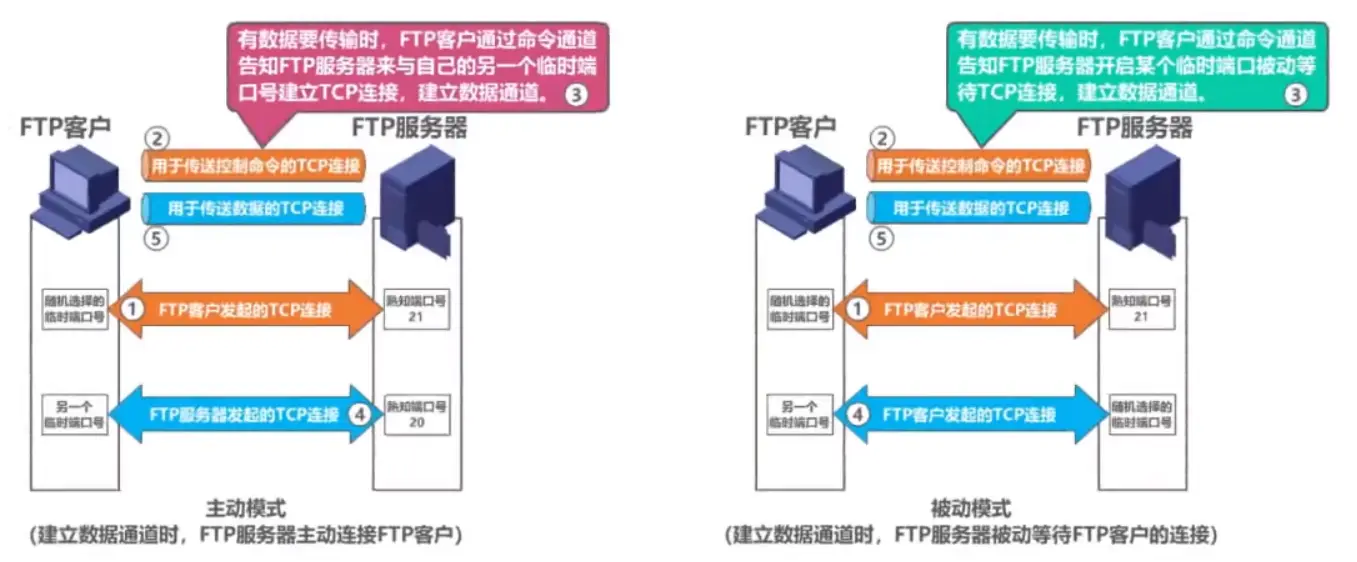 有数据要传输时，FTP客户通过命令通道
告知FTP服务器来与自己的另一个临时端
口号建立TCP连接，建立数据通道。 ③
FTP客户
FTP服务器
②
用于传送控制命令的TCP连接
用于传送数据的TCP连接
⑤
随机选择的
临时端口号
① FTP客户发起的TCP连接
熟知端口号
21
另一个
临时端口号
FTP服务器发起的TCP连接 ④
熟知端口号
20
主动模式
(建立数据通道时，FTP服务器主动连接FTP客户)
有数据要传输时，FTP客户通过命令通道
告知FTP服务器开启某个临时端口被动等
待TCP连接，建立数据通道。 ③
FTP客户
FTP服务器
②
用于传送控制命令的TCP连接
用于传送数据的TCP连接
⑤
随机选择的
临时端口号
① FTP客户发起的TCP连接
熟知端口号
21
另一个
临时端口号
④ FTP客户发起的TCP连接
随机选择的
临时端口号
被动模式
(建立数据通道时，FTP服务器被动等待FTP客户的连接)